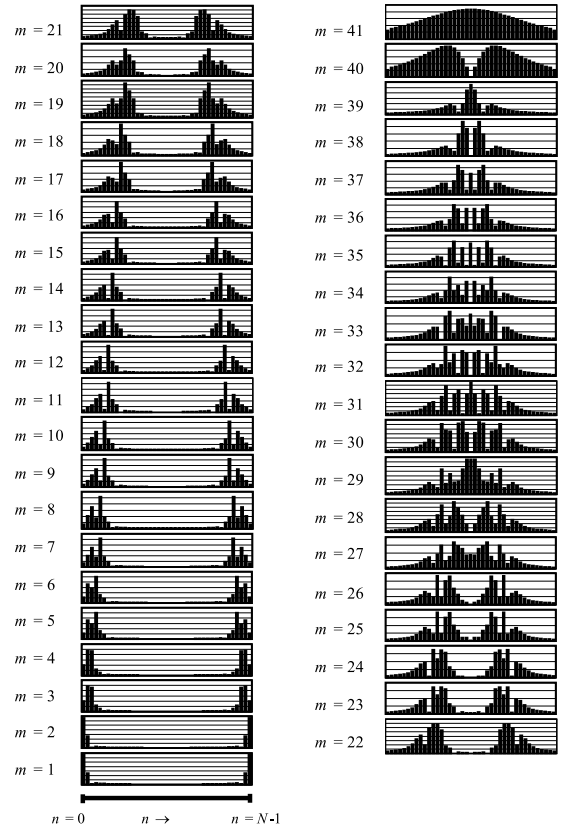 m = 21
m = 20
m = 19
m = 18
m = 17
m = 16
m = 15
m = 14
m = 13
m = 12
m = 11
m = 10
m = 9
m = 8
m = 7
m = 6
m = 5
m = 4
m = 3
m = 2
m = 1
n = 0 n → n = N-1
m = 41
m = 40
m = 39
m = 38
m = 37
m = 36
m = 35
m = 34
m = 33
m = 32
m = 31
m = 30
m = 29
m = 28
m = 27
m = 26
m = 25
m = 24
m = 23
m = 22